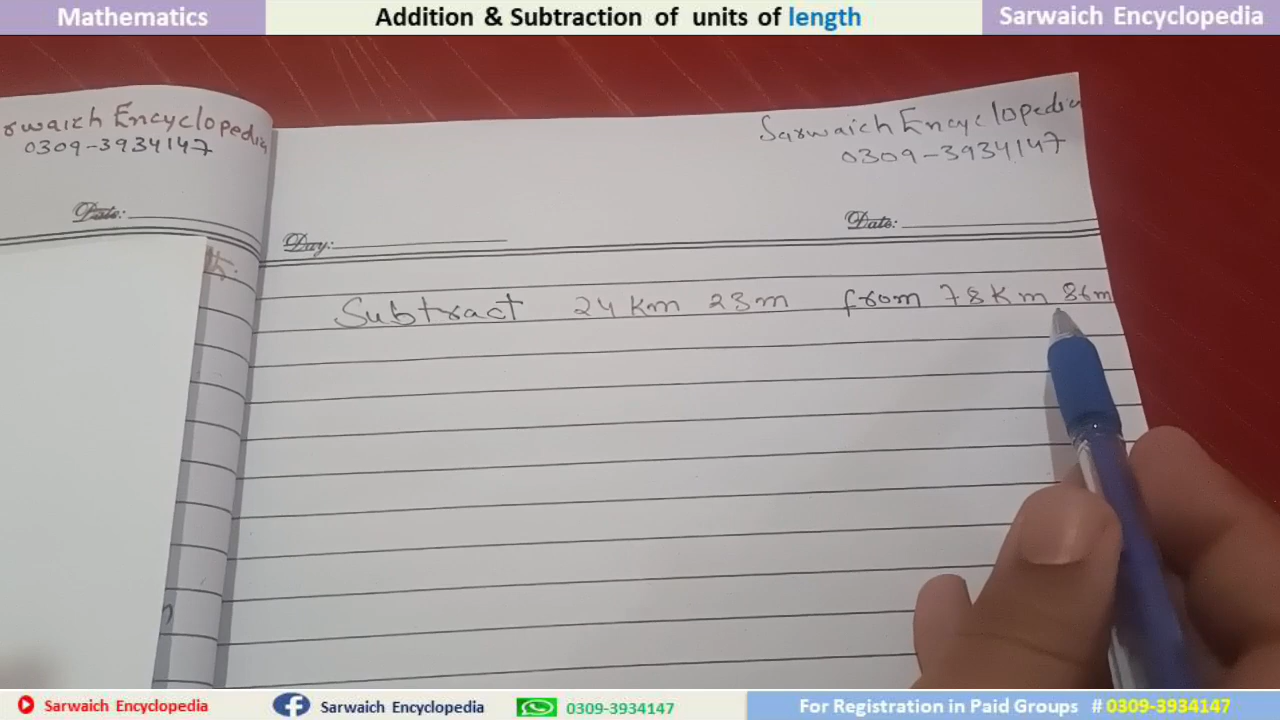 Mathematics
Addition & Subtraction of units of length
Sarwaich Encyclopedia
rwaich Encyclopedia
0309-3934147
Date:
Sarwaich Encyclopedia
0309-3934147
Day:
Date:
Subtract 24 km 23 m from 78 Km 86m
Sarwaich Encyclopedia
Sarwaich Encyclopedia
0309-3934147
For Registration in Paid Groups # 0309-3934147